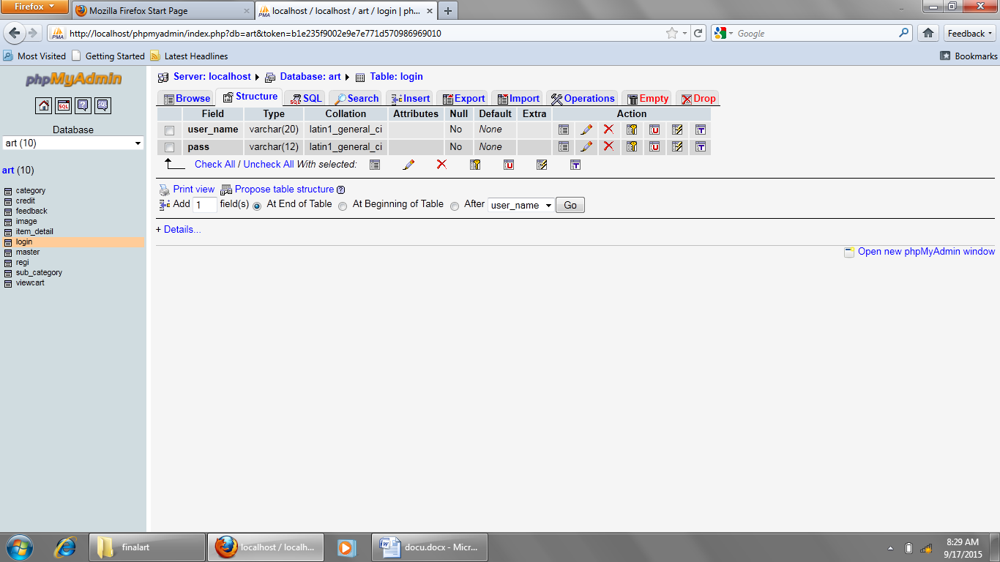 Firefox
Mozilla Firefox Start Page
localhost / localhost / art / login | ph...
http://localhost/phpmyadmin/index.php?db=art&token=b1e235f9002e9e7e771d570986969010
Google
Feedback
Most Visited
Getting Started
Latest Headlines
Bookmarks
phpMyAdmin
Server: localhost
Database: art
Table: login
Browse
Structure
SQL
Search
Insert
Export
Import
Operations
Empty
Drop
Database
art (10)
art (10)
category
credit
feedback
image
item_detail
login
master
regi
sub_category
viewcart
Field Type Collation Attributes Null Default Extra Action
user_name varchar(20) latin1_general_ci No None
pass varchar(12) latin1_general_ci No None
Check All / Uncheck All With selected:
Print view Propose table structure
Add 1 field(s) At End of Table At Beginning of Table After user_name Go
+ Details...
Open new phpMyAdmin window
finalart
localhost / localh...
docu.docx - Micr...
8:29 AM
9/17/2015